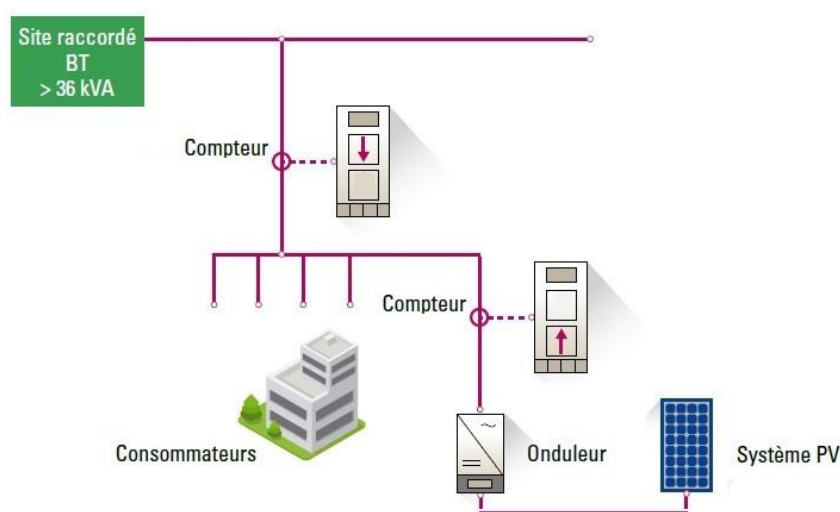 Site raccordé
BT
> 36 kVA
Compteur
Compteur
Consommateurs
Onduleur
Système PV